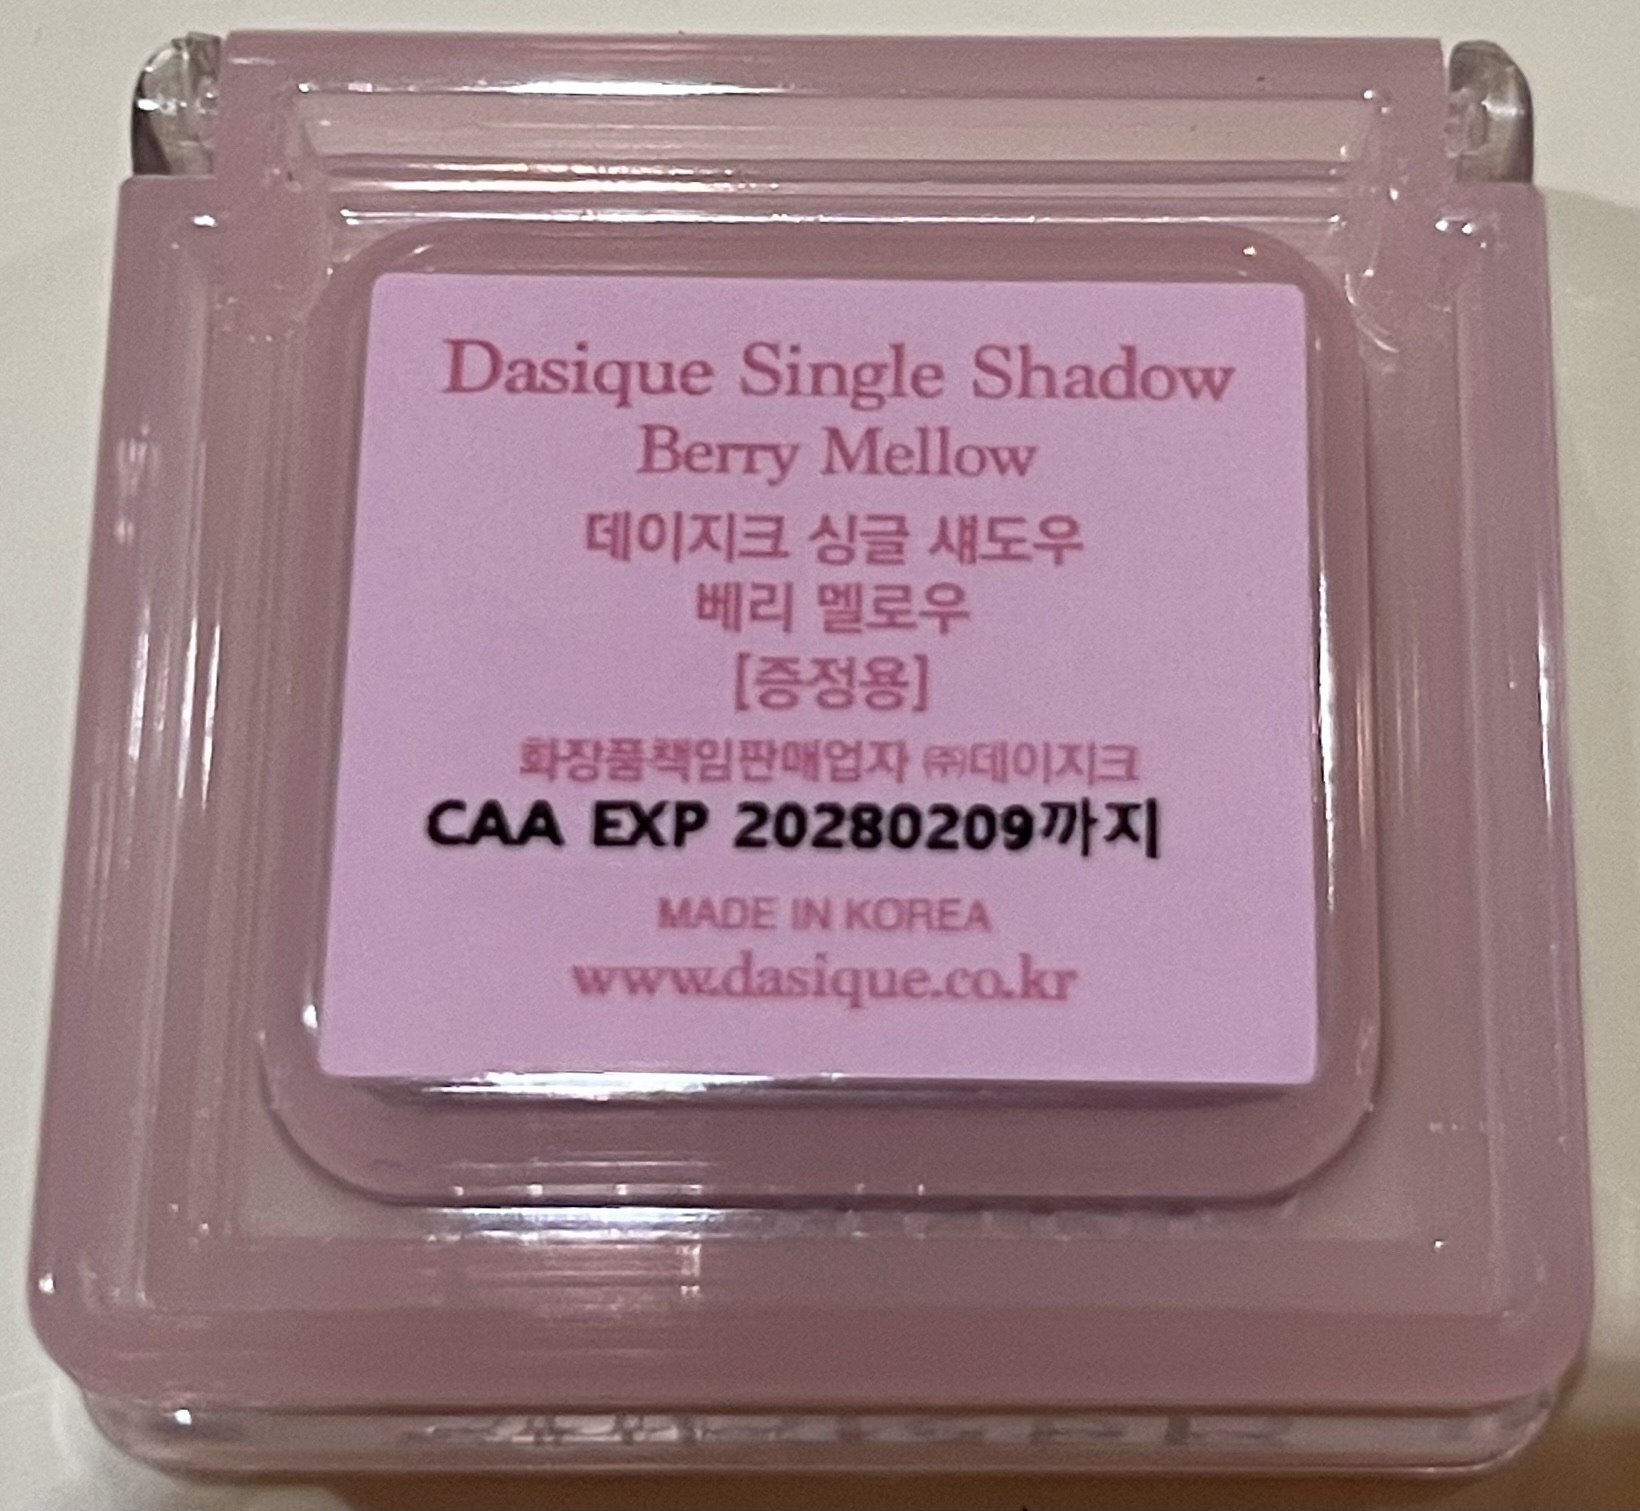 Dasique Single Shadow
Berry Mellow
데이지크 싱글 섀도우
베리 멜로우
[증정용]
화장품책임판매업자 ㈜데이지크
CAA EXP 20280209까지
MADE IN KOREA
www.dasique.co.kr